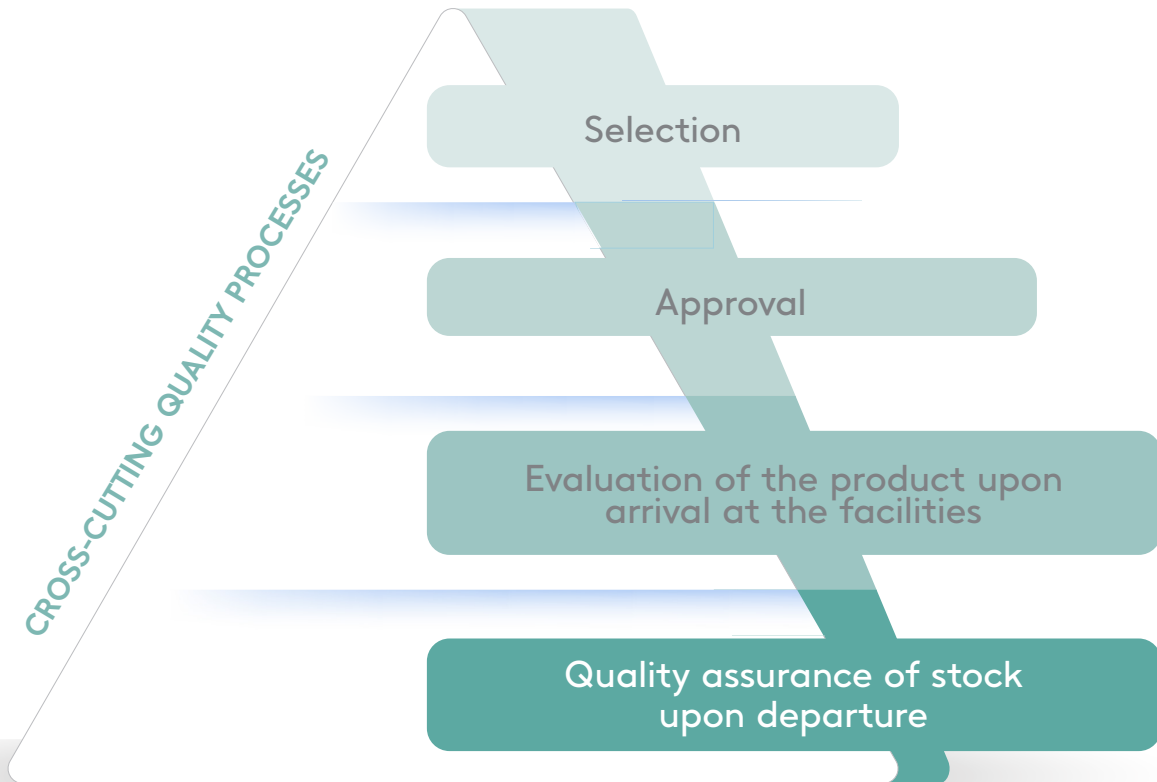 CROSS-CUTTING QUALITY PROCESSES
Selection
Approval
Evaluation of the product upon
arrival at the facilities
Quality assurance of stock
upon departure